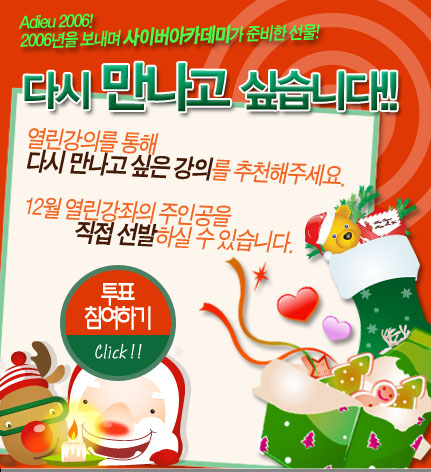 Adieu 2006!
2006년을 보내며 사이버아카데미가 준비한 선물!
다시 만나고 싶습니다!!
열린강의를 통해
다시 만나고 싶은 강의를 추천해주세요.
12월 열린강좌의 주인공을
직접 선발하실 수 있습니다.
투표
참여하기
Click!!